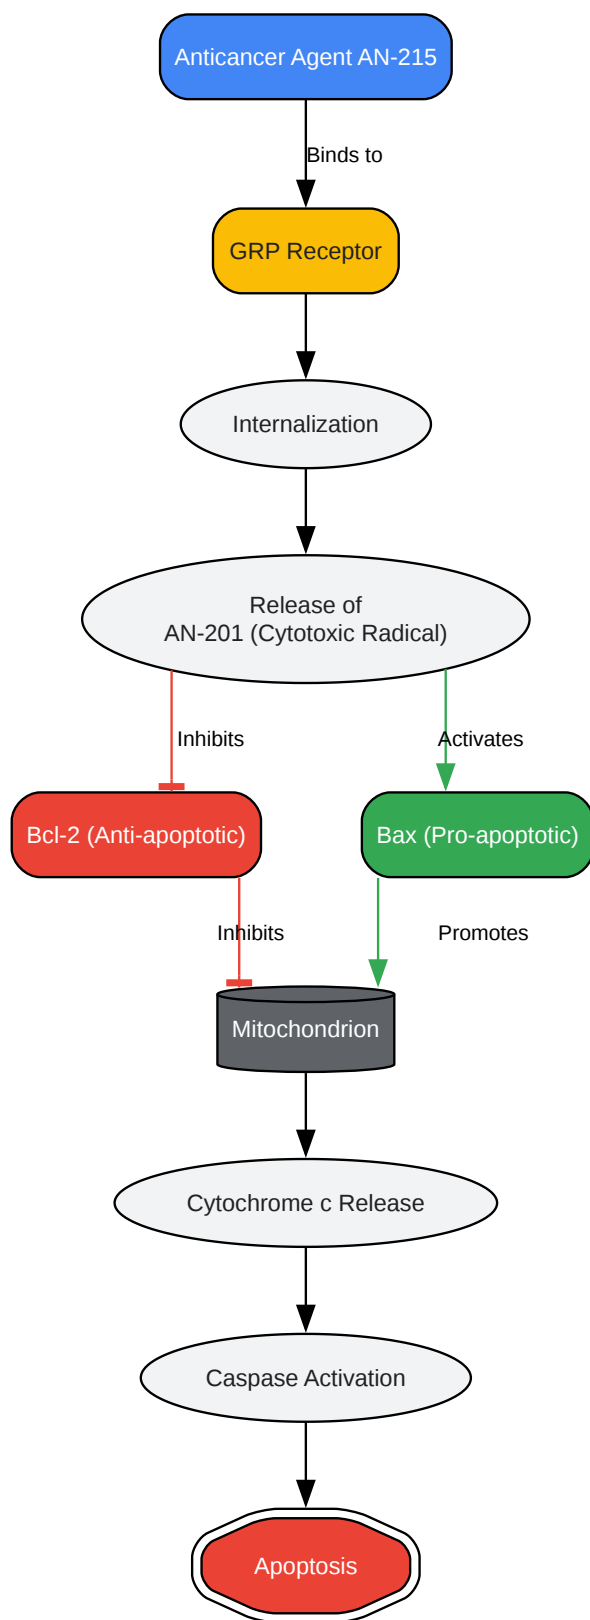 Anticancer Agent AN-215
Binds to
GRP Receptor
Internalization
Release of
AN-201 (Cytotoxic Radical)
Inhibits
Activates
Bcl-2 (Anti-apoptotic)
Bax (Pro-apoptotic)
Inhibits
Promotes
Mitochondrion
Cytochrome c Release
Caspase Activation
Apoptosis